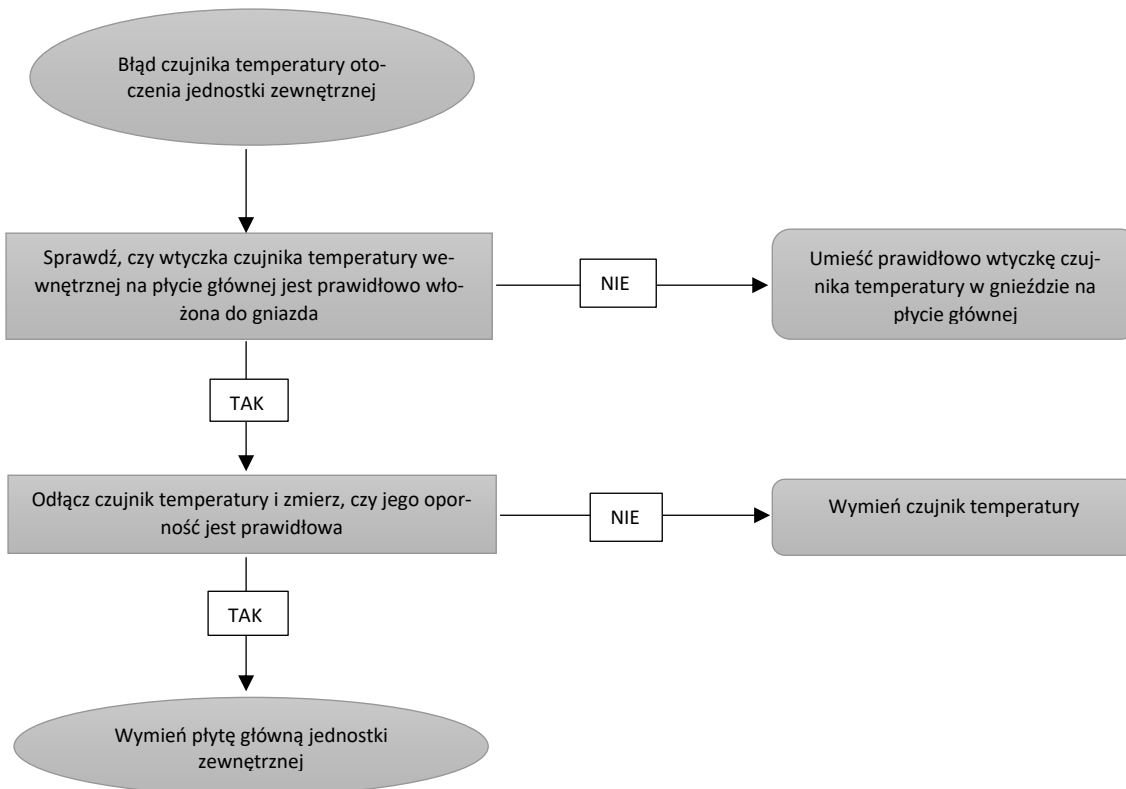 Błąd czujnika temperatury oto-
czenia jednostki zewnętrznej
Sprawdź, czy wtyczka czujnika temperatury we-
wnętrznej na płycie głównej jest prawidłowo wło-
żona do gniazda
NIE
Umieść prawidłowo wtyczkę czuj-
nika temperatury w gnieździe na
płycie głównej
TAK
Odłącz czujnik temperatury i zmierz, czy jego opor-
ność jest prawidłowa
NIE
Wymień czujnik temperatury
TAK
Wymień płytę główną jednostki
zewnętrznej